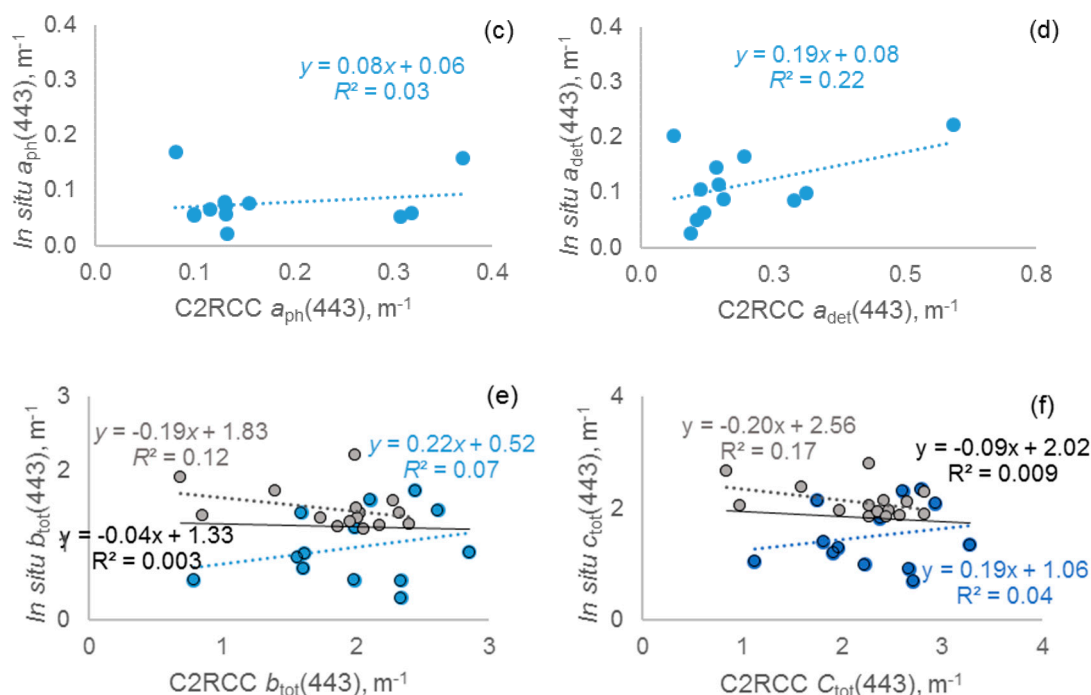 (c)
y = 0.08x + 0.06
R² = 0.03
In situ aph(443), m-1
0.4
0.3
0.2
0.1
0.0
0.0 0.1 0.2 0.3 0.4
C2RCC aph(443), m-1
(d)
y = 0.19x + 0.08
R² = 0.22
In situ adet(443), m-1
0.4
0.3
0.2
0.1
0.0
0.0 0.3 0.5 0.8
C2RCC adet(443), m-1
(e)
y = -0.19x + 1.83
R² = 0.12
y = 0.22x + 0.52
R² = 0.07
y = -0.04x + 1.33
R² = 0.003
In situ btot(443), m-1
3
2
1
0
0 1 2 3
C2RCC btot(443), m-1
(f)
y = -0.20x + 2.56
R² = 0.17
y = -0.09x + 2.02
R² = 0.009
y = 0.19x + 1.06
R² = 0.04
In situ ctot(443), m-1
4
2
0
0 1 2 3 4
C2RCC Ctot(443), m-1